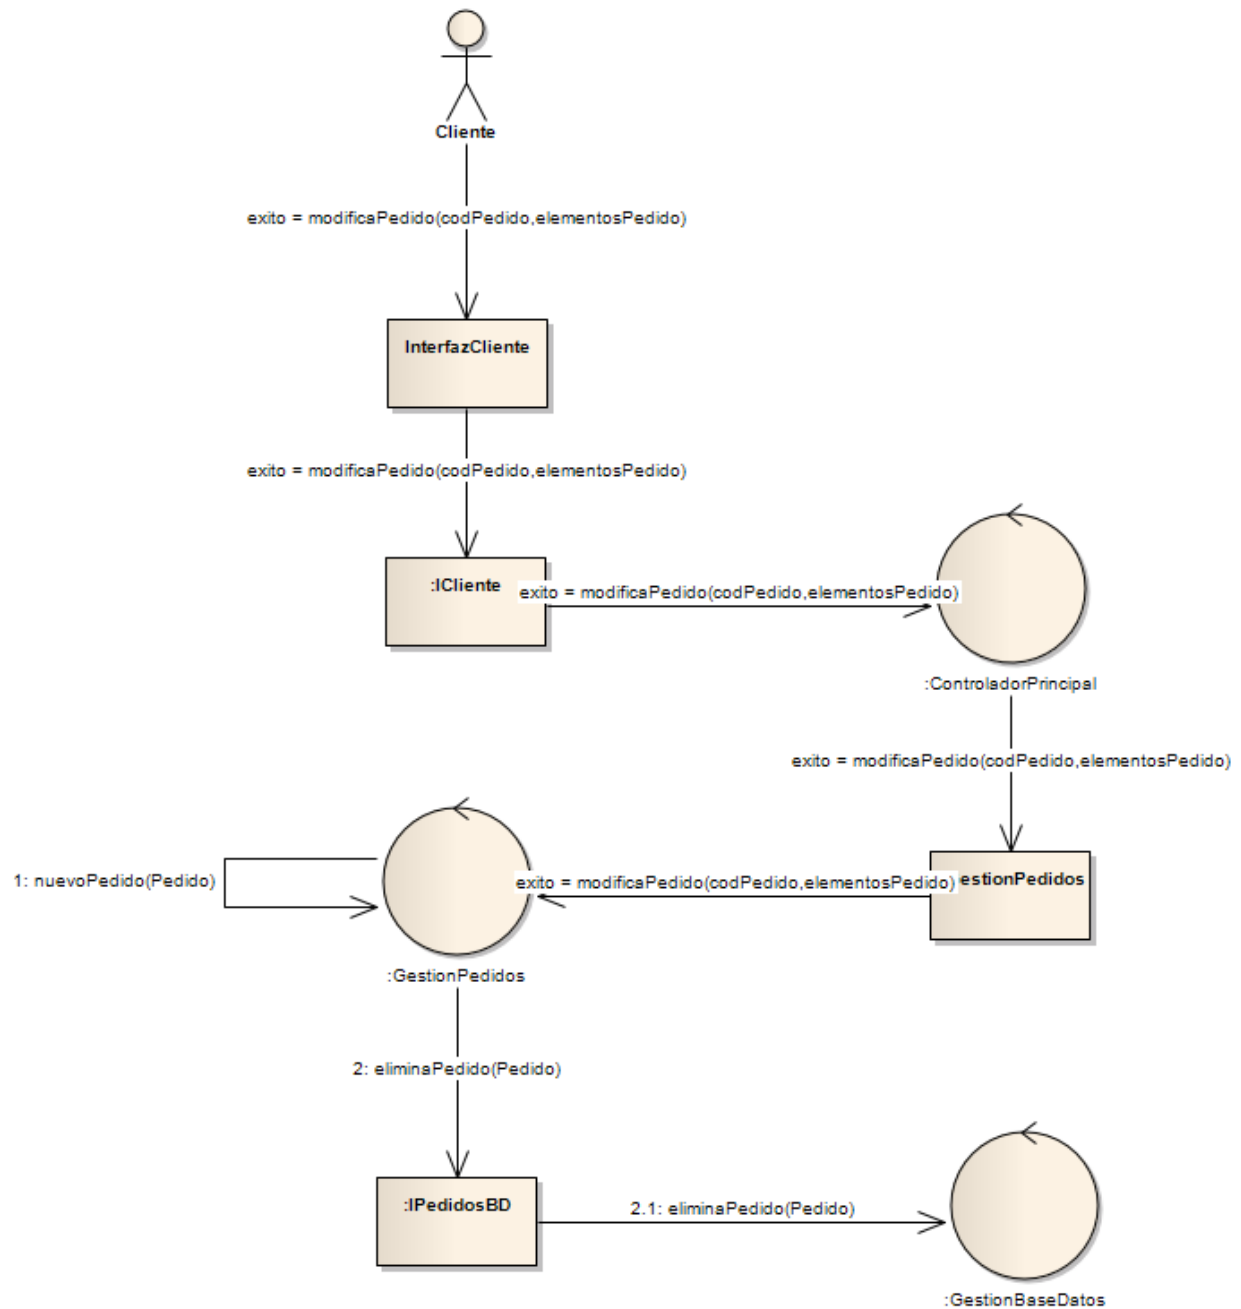 Cliente
exito = modificaPedido(codPedido,elementosPedido)
InterfazCliente
exito = modificaPedido(codPedido,elementosPedido)
:ICliente
exito = modificaPedido(codPedido,elementosPedido)
:ControladorPrincipal
exito = modificaPedido(codPedido,elementosPedido)
1: nuevoPedido(Pedido)
exito = modificaPedido(codPedido,elementosPedido)
estionPedidos
:GestionPedidos
2: eliminaPedido(Pedido)
:IPedidosBD
2.1: eliminaPedido(Pedido)
:GestionBaseDatos